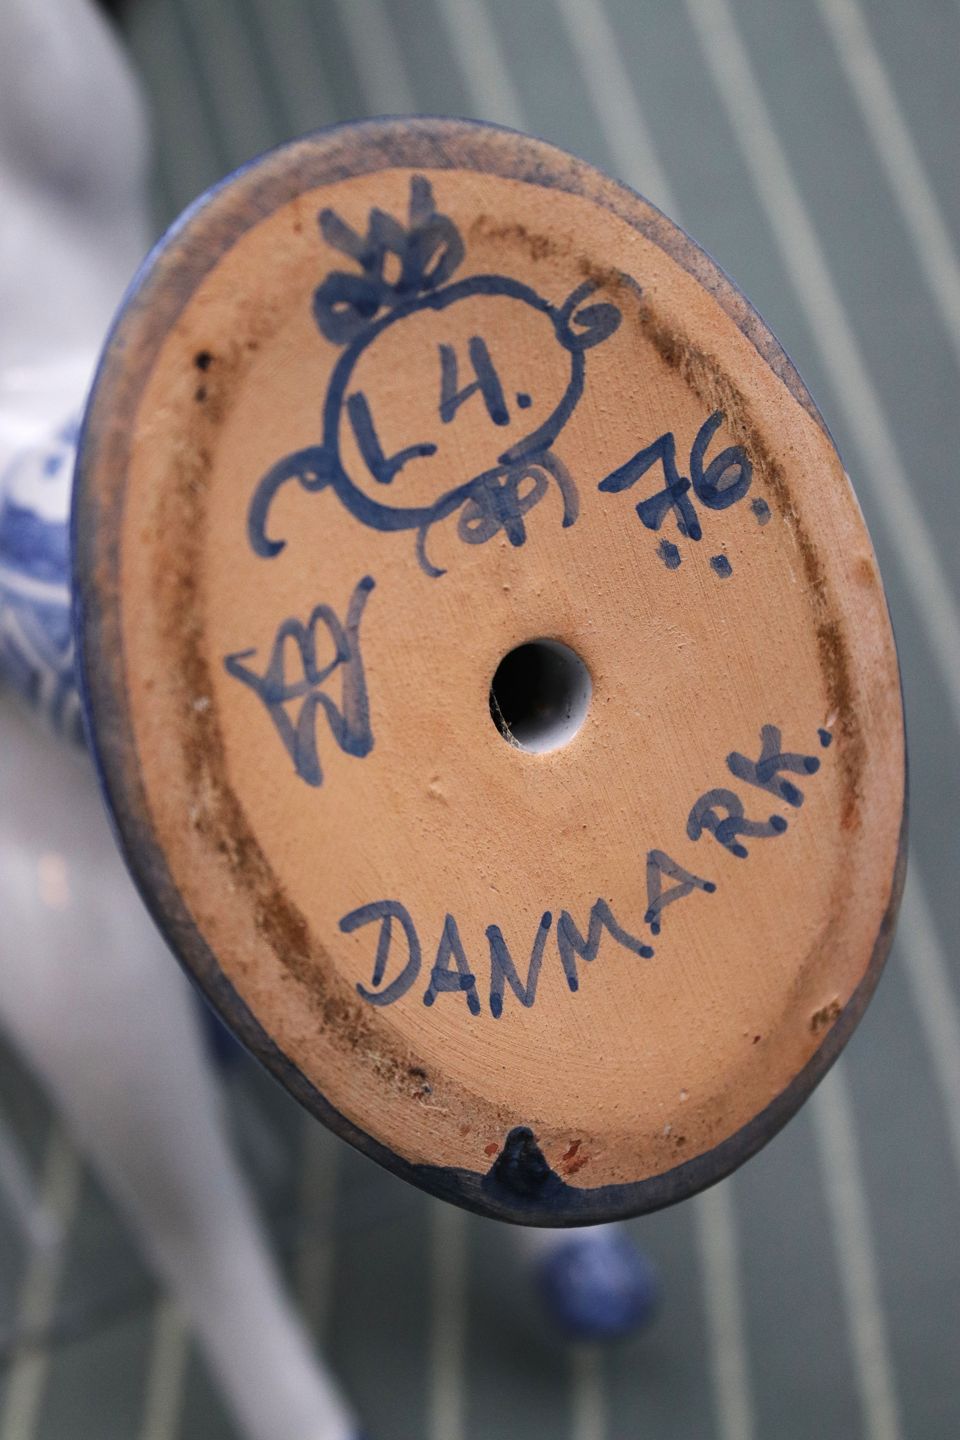 L H.
76
DANMARK.